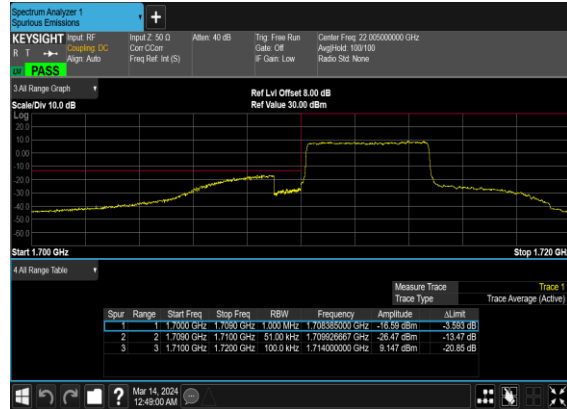 Spectrum Analyzer 1
Spurious Emissions
KEYSIGHT Input: RF Input Z: 50 Ω Atten: 40 dB Trig: Free Run Center Freq: 22.005000000 GHz
R T Coupling: DC Corr CCorr Gate: Off Avg|Hold: 100/100
Align: Auto Freq Ref: Int (S) IF Gain: Low Radio Std: None
PASS
3 All Range Graph Ref Lvl Offset 8.00 dB
Scale/Div 10.0 dB Ref Value 30.00 dBm
Log
20.0
10.0
0.00
-10.0
-20.0
-30.0
-40.0
-50.0
-60.0
Start 1.700 GHz Stop 1.720 GH
4 All Range Table
Measure Trace Trace 1
Trace Type Trace Average (Active)
Spur Range Start Freq Stop Freq RBW Frequency Amplitude ΔLimit
1 1 1.7000 GHz 1.7090 GHz 1.000 MHz 1.708385000 GHz -16.59 dBm -3.593 dB
2 2 1.7090 GHz 1.7100 GHz 51.00 kHz 1.709926667 GHz -26.47 dBm -13.47 dB
3 3 1.7100 GHz 1.7200 GHz 100.0 kHz 1.714000000 GHz 9.147 dBm -20.85 dB
? Mar 14, 2024
12:49:00 AM